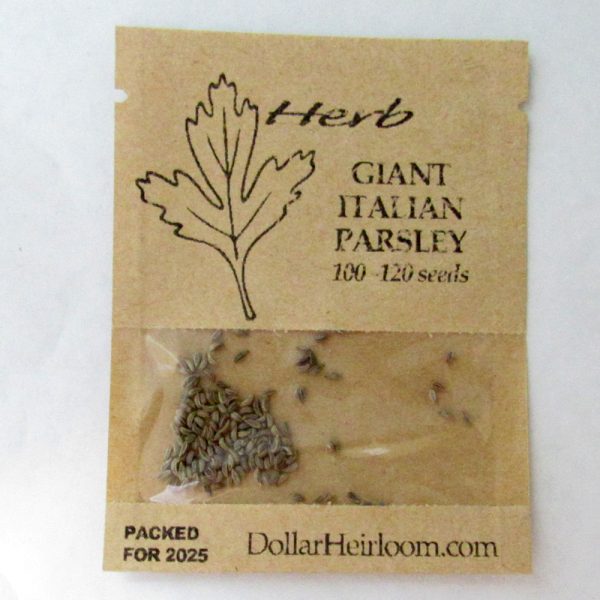 Herb
GIANT
ITALIAN
PARSLEY
100-120 seeds
PACKED
FOR 2025
DollarHeirloom.com